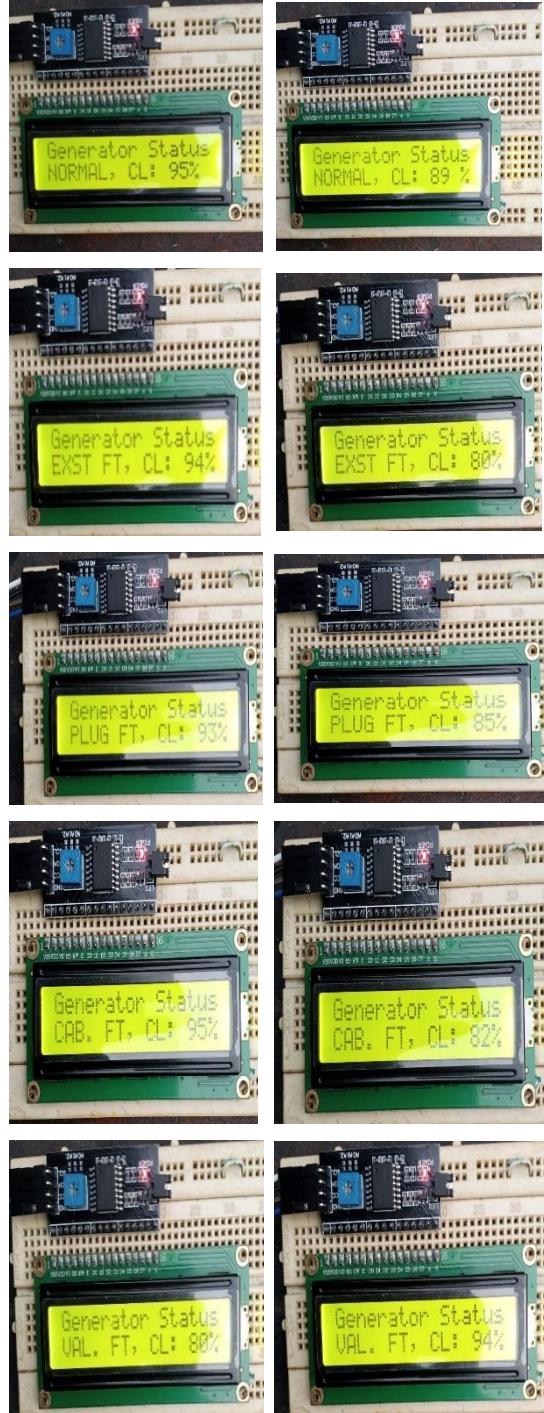 Generator Status
NORMAL, CL: 95%
Generator Status
NORMAL, CL: 89 %
Generator Status
EXST FT, CL: 94%
Generator Status
EXST FT, CL: 80%
Generator Status
PLUG FT, CL: 93%
Generator Status
PLUG FT, CL: 85%
Generator Status
CAB. FT, CL: 95%
Generator Status
CAB. FT, CL: 82%
Generator Status
VAL. FT, CL: 80%
Generator Status
VAL. FT, CL: 94%